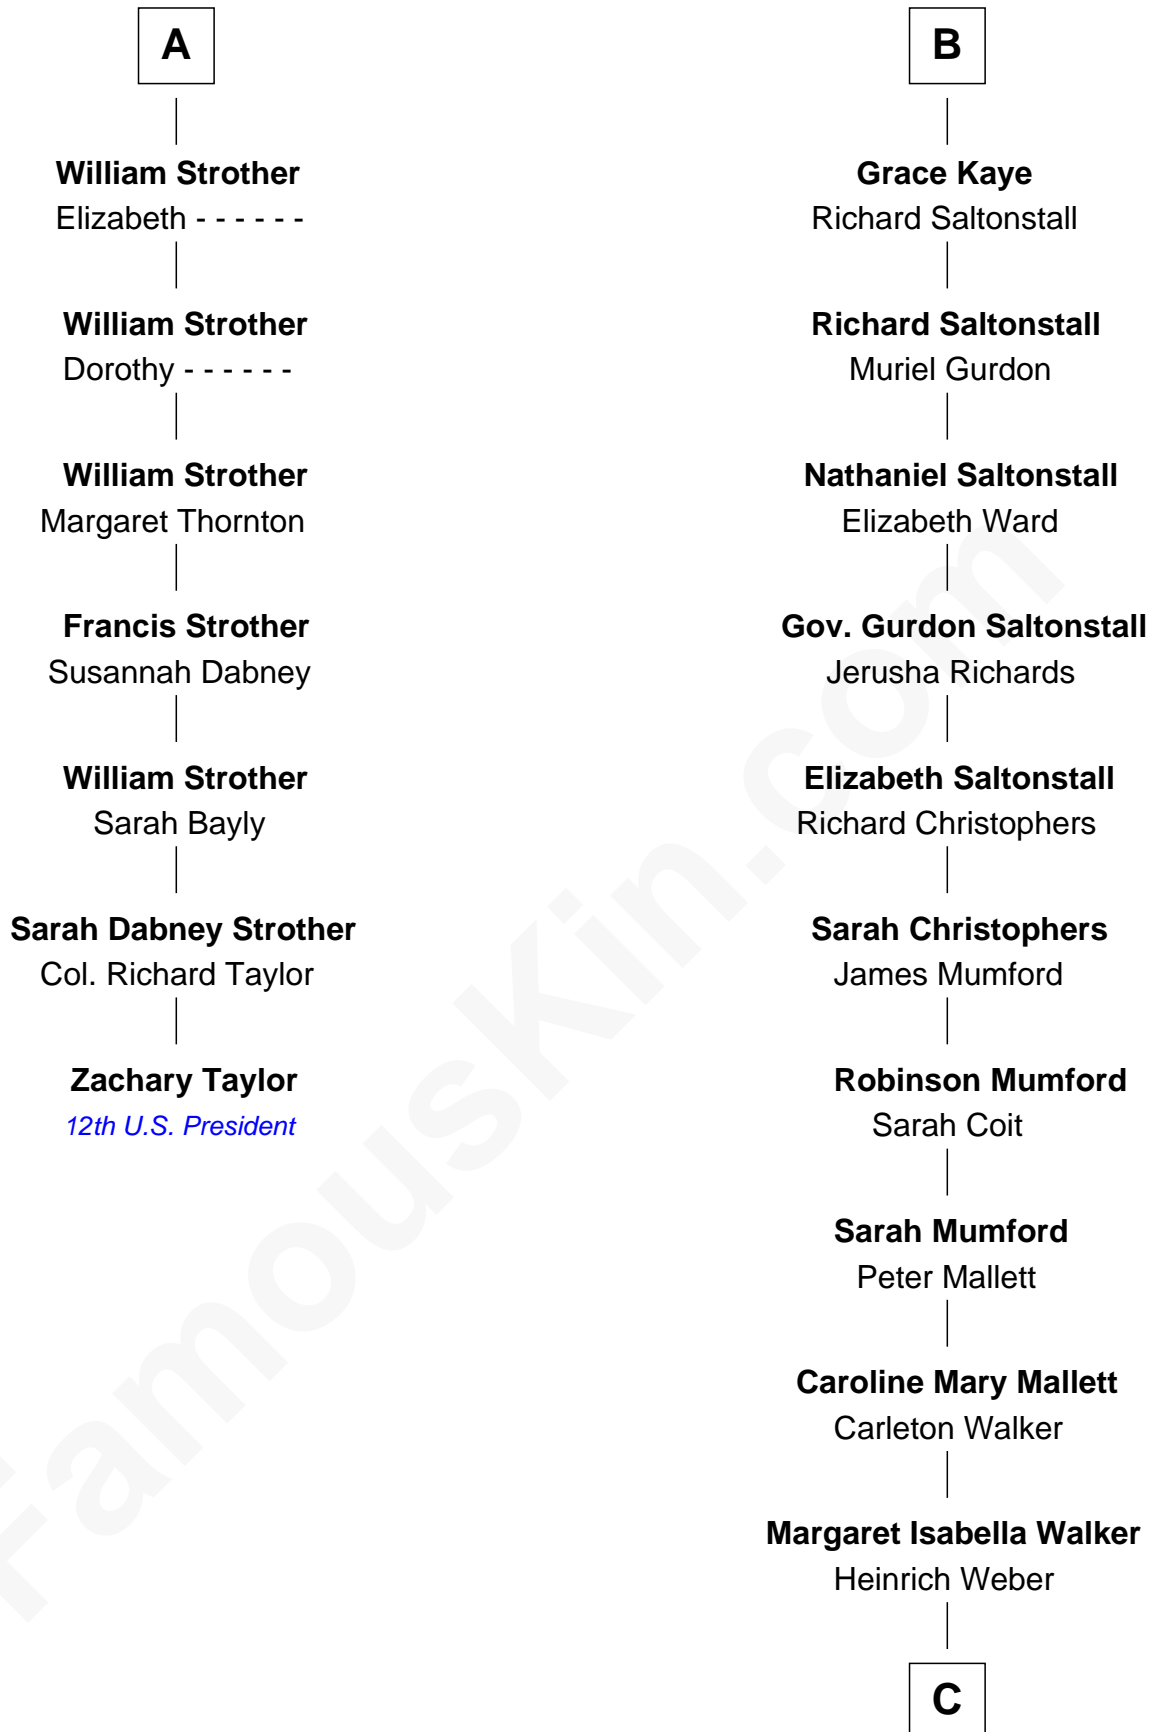 A
William Strother
Elizabeth - - - - - -
William Strother
Dorothy - - - - - -
William Strother
Margaret Thornton
Francis Strother
Susannah Dabney
William Strother
Sarah Bayly
Sarah Dabney Strother
Col. Richard Taylor
Zachary Taylor
12th U.S. President
B
Grace Kaye
Richard Saltonstall
Richard Saltonstall
Muriel Gurdon
Nathaniel Saltonstall
Elizabeth Ward
Gov. Gurdon Saltonstall
Jerusha Richards
Elizabeth Saltonstall
Richard Christophers
Sarah Christophers
James Mumford
Robinson Mumford
Sarah Coit
Sarah Mumford
Peter Mallett
Caroline Mary Mallett
Carleton Walker
Margaret Isabella Walker
Heinrich Weber
C
FamousKin.com